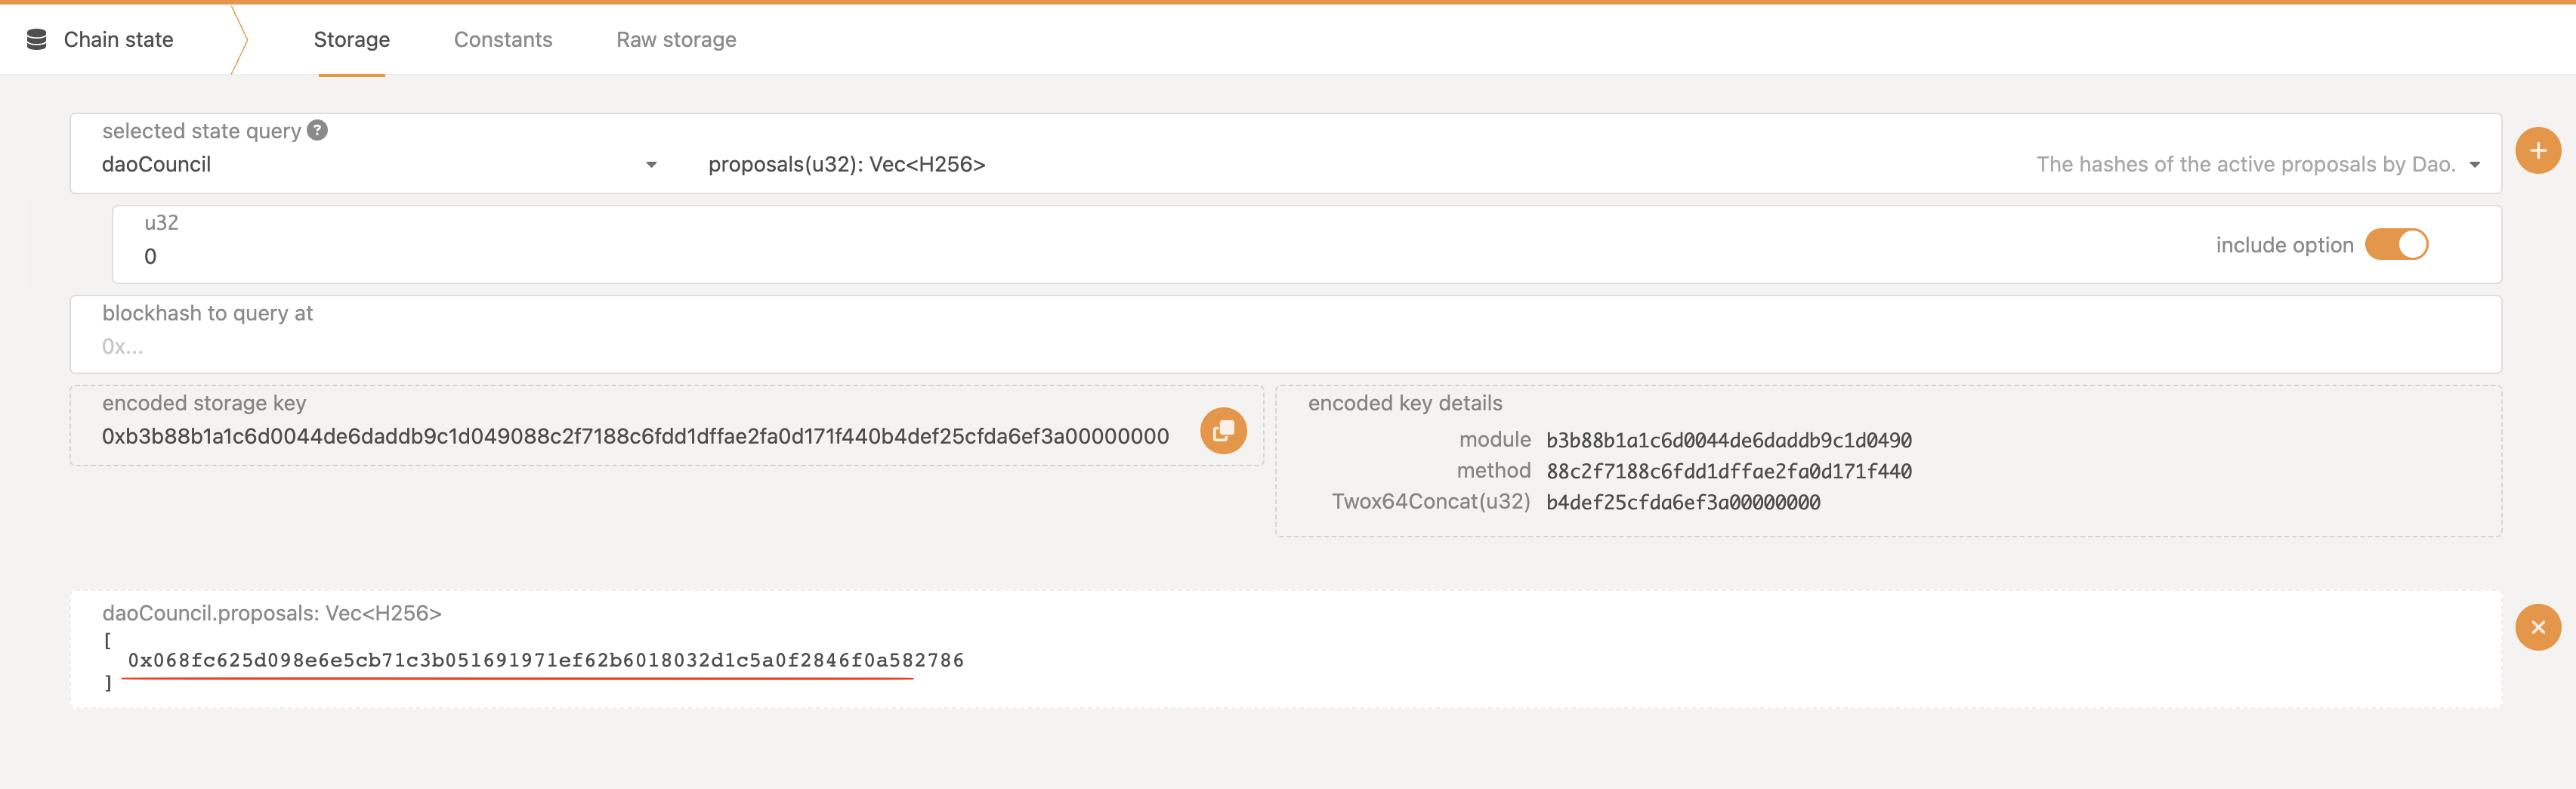 Chain state
Storage
Constants
Raw storage
selected state query ?
daoCouncil
proposals(u32): Vec<H256>
The hashes of the active proposals by Dao.
u32
0
include option
blockhash to query at
0x...
encoded storage key
0xb3b88b1a1c6d0044de6daddb9c1d049088c2f7188c6fdd1dffae2fa0d171f440b4def25cfda6ef3a00000000
encoded key details
module b3b88b1a1c6d0044de6daddb9c1d0490
method 88c2f7188c6fdd1dffae2fa0d171f440
Twox64Concat(u32) b4def25cfda6ef3a00000000
daoCouncil.proposals: Vec<H256>
[
0x068fc625d098e6e5cb71c3b051691971ef62b6018032d1c5a0f2846f0a582786
]